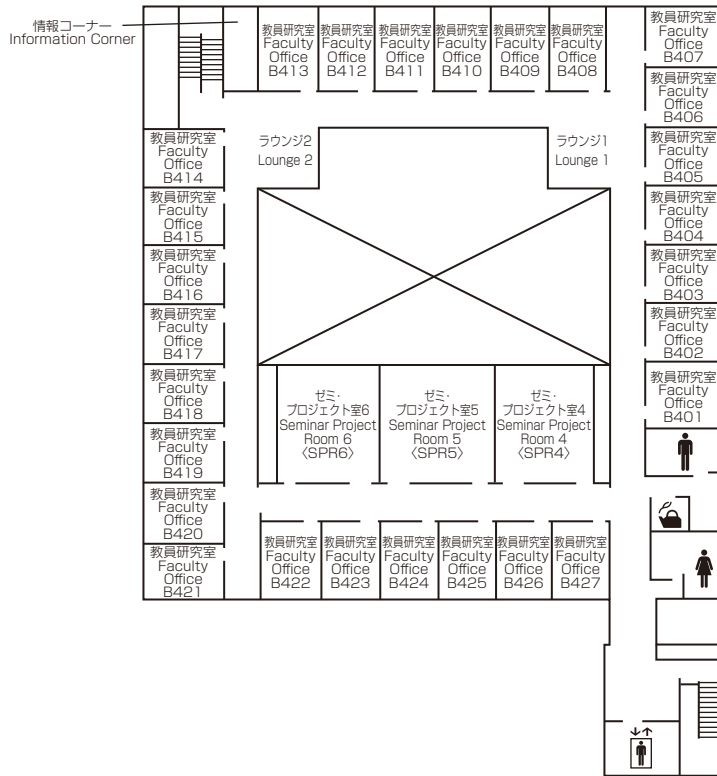 情報コーナー
Information Corner
教員研究室
Faculty
Office
B413
教員研究室
Faculty
Office
B412
教員研究室
Faculty
Office
B411
教員研究室
Faculty
Office
B410
教員研究室
Faculty
Office
B409
教員研究室
Faculty
Office
B408
教員研究室
Faculty
Office
B407
教員研究室
Faculty
Office
B406
教員研究室
Faculty
Office
B405
教員研究室
Faculty
Office
B404
教員研究室
Faculty
Office
B403
教員研究室
Faculty
Office
B402
教員研究室
Faculty
Office
B401
ラウンジ2
Lounge 2
ラウンジ1
Lounge 1
教員研究室
Faculty
Office
B414
教員研究室
Faculty
Office
B415
教員研究室
Faculty
Office
B416
教員研究室
Faculty
Office
B417
教員研究室
Faculty
Office
B418
教員研究室
Faculty
Office
B419
教員研究室
Faculty
Office
B420
教員研究室
Faculty
Office
B421
ゼミ・
プロジェクト室6
Seminar Project
Room 6
〈SPR6〉
ゼミ・
プロジェクト室5
Seminar Project
Room 5
〈SPR5〉
ゼミ・
プロジェクト室4
Seminar Project
Room 4
〈SPR4〉
教員研究室
Faculty
Office
B422
教員研究室
Faculty
Office
B423
教員研究室
Faculty
Office
B424
教員研究室
Faculty
Office
B425
教員研究室
Faculty
Office
B426
教員研究室
Faculty
Office
B427